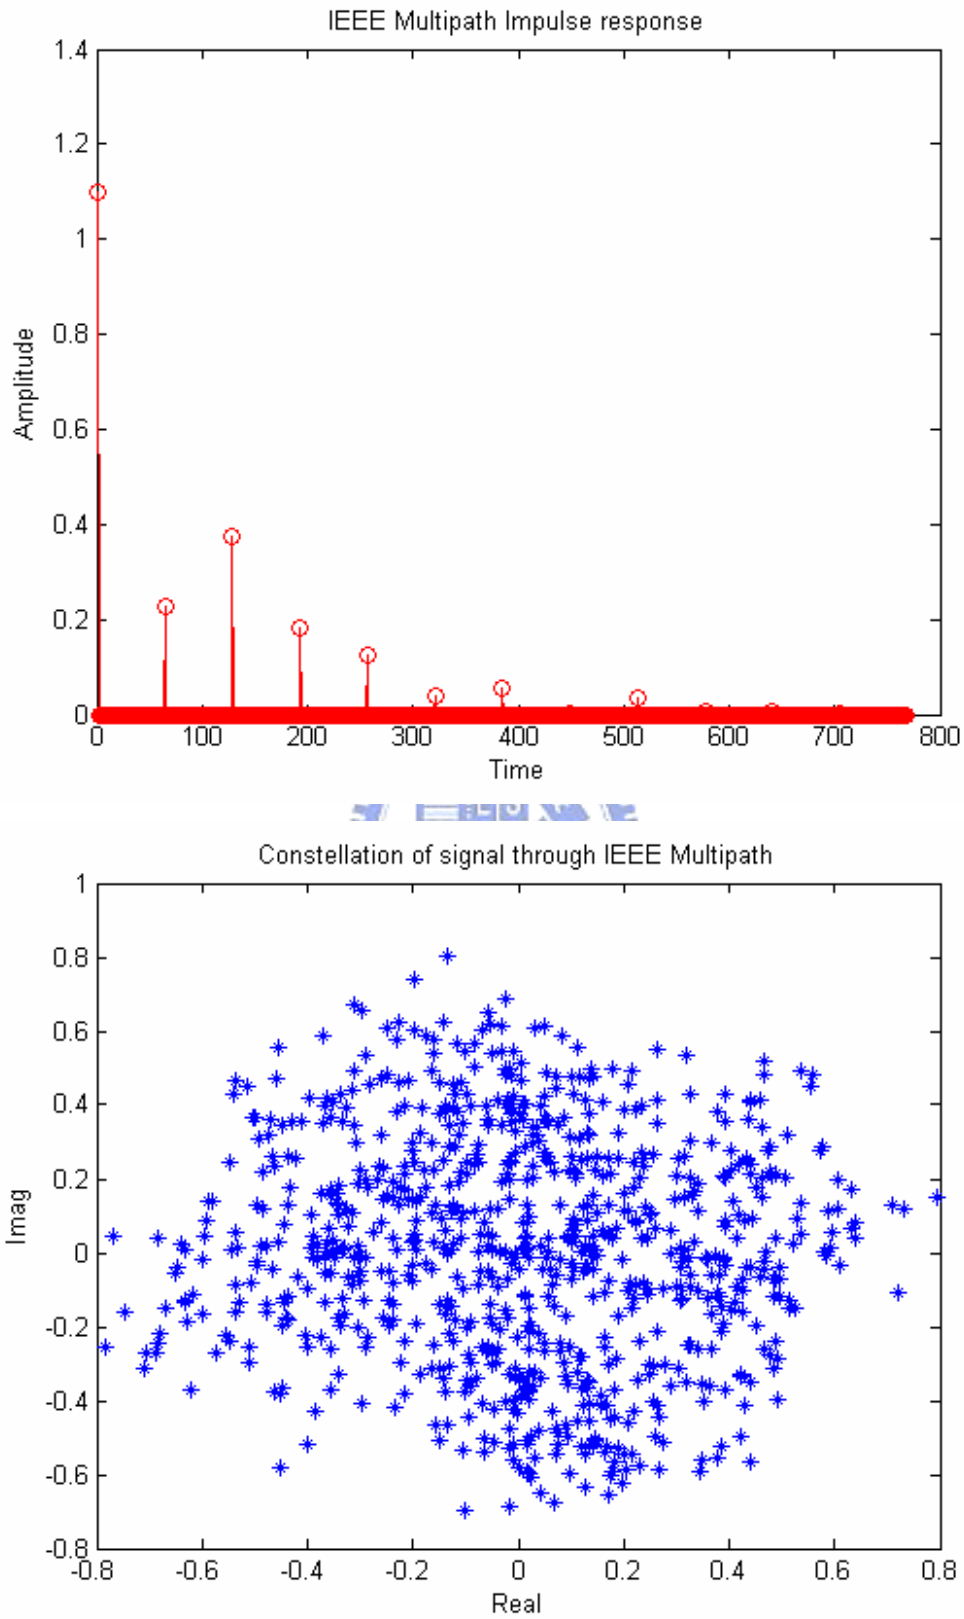 IEEE Multipath Impulse response
1.4
1.2
1
0.8
0.6
0.4
0.2
0
Amplitude
0 100 200 300 400 500 600 700 800
Time
Constellation of signal through IEEE Multipath
1
0.8
0.6
0.4
0.2
0
-0.2
-0.4
-0.6
-0.8
Imag
-0.8 -0.6 -0.4 -0.2 0 0.2 0.4 0.6 0.8
Real